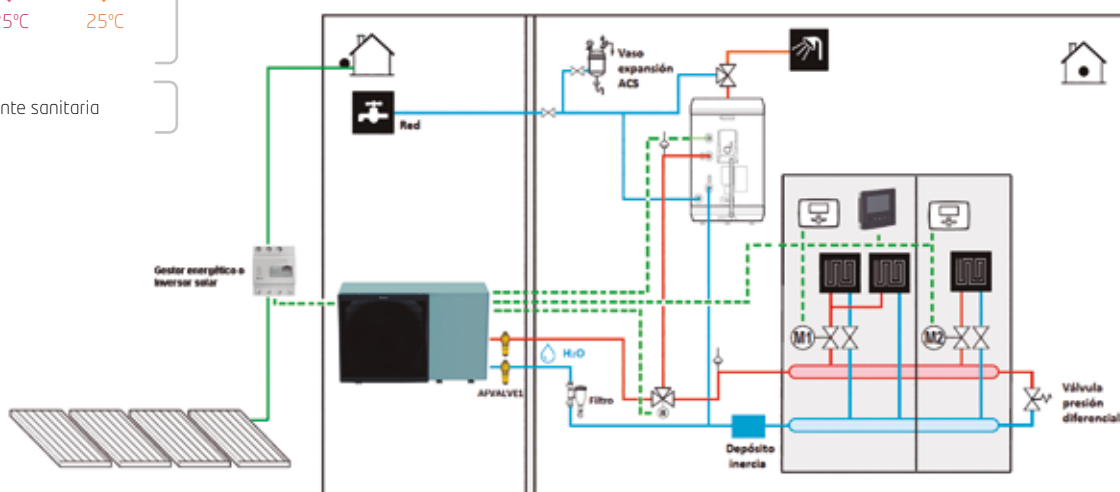 25°C
nte sanitaria
Vaso
expansión
ACS
Red
Gestor energético o
Inversor solar
H₂O
AFVALVE1
Filtro
M1
M2
Válvula
presión
diferencial
Depósito
inercia